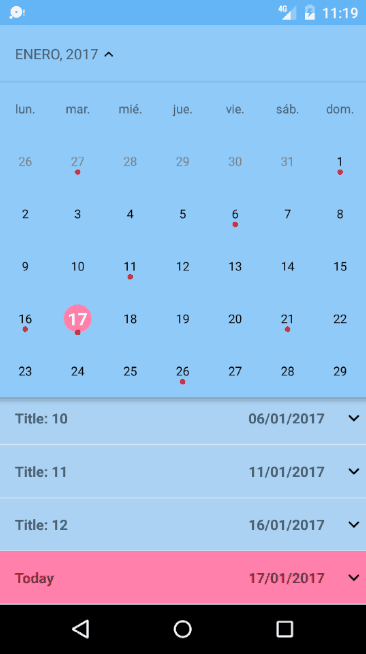 4G 11:19
ENERO, 2017
lun. mar. mié. jue. vie. sáb. dom.
26 27 28 29 30 31 1
2 3 4 5 6 7 8
9 10 11 12 13 14 15
16 17 18 19 20 21 22
23 24 25 26 27 28 29
Title: 10 06/01/2017
Title: 11 11/01/2017
Title: 12 16/01/2017
Today 17/01/2017